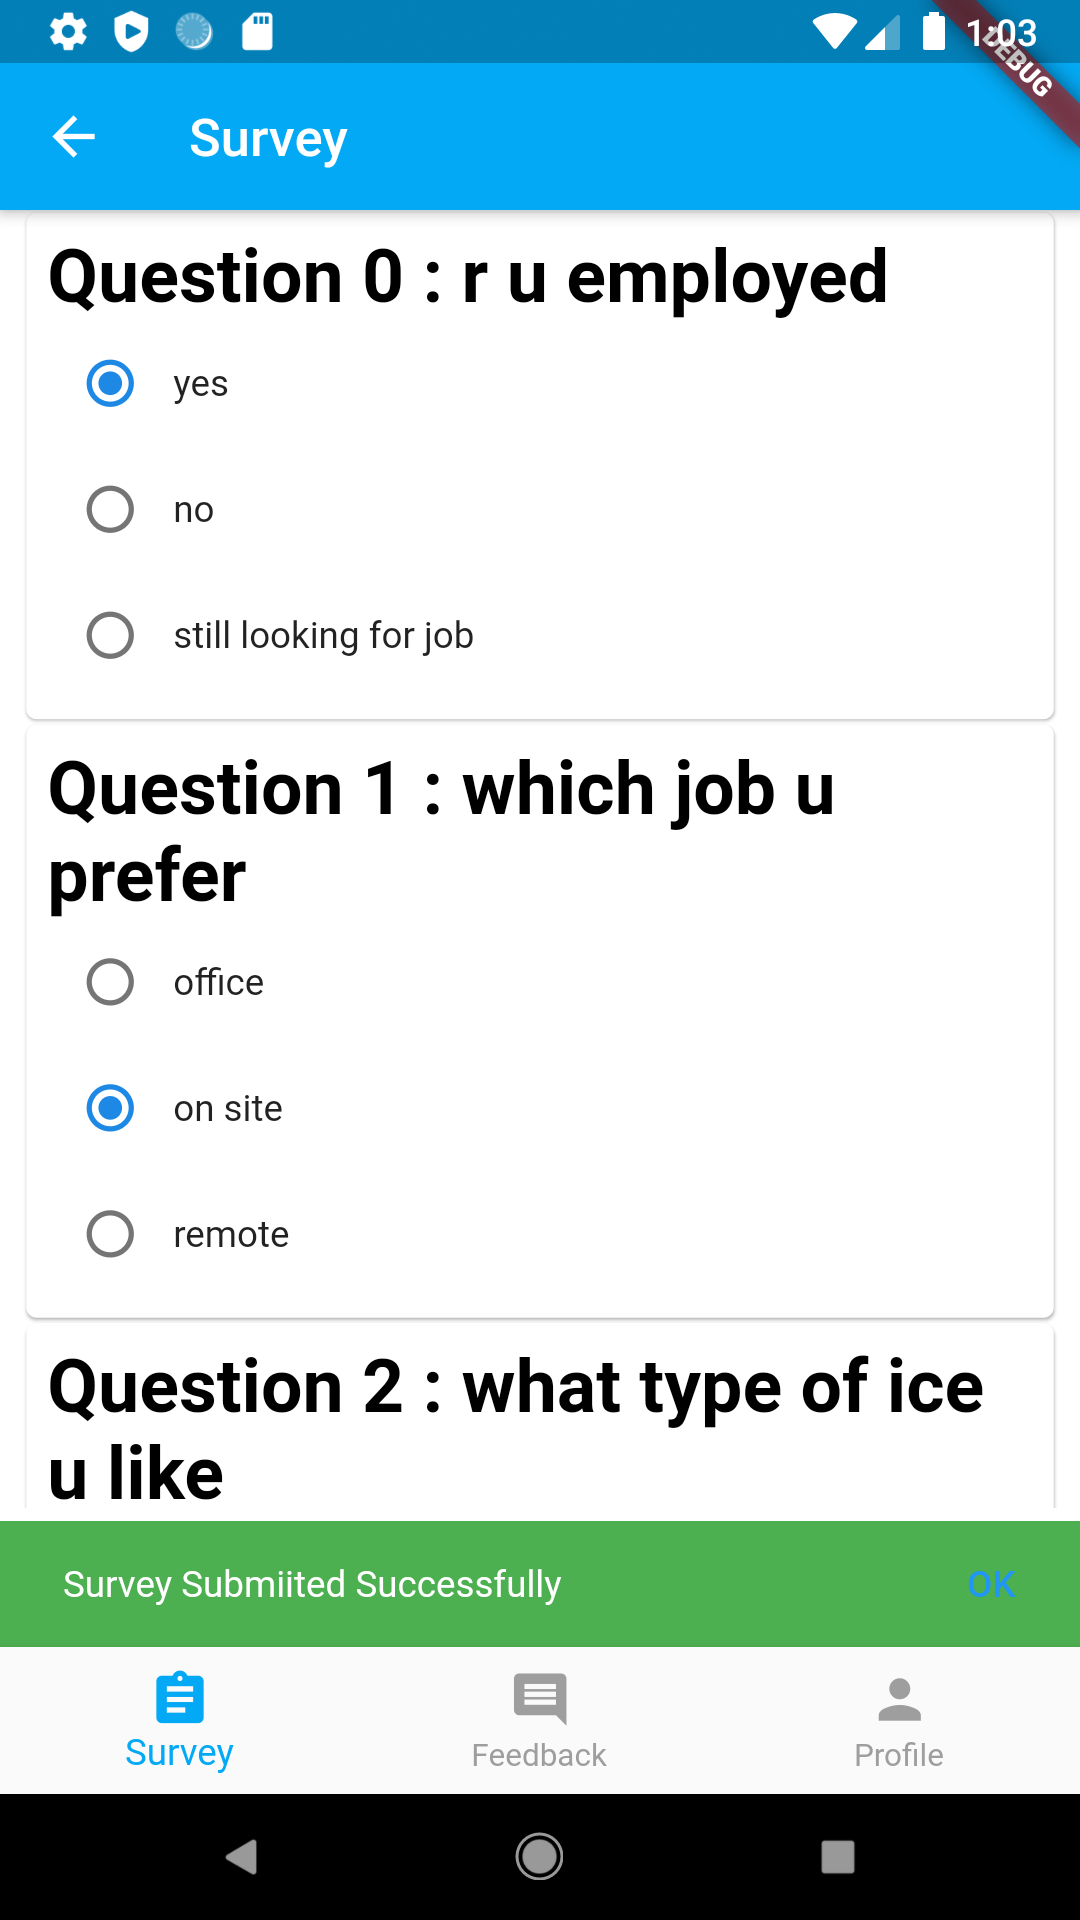 1:03
DEBUG
Survey
Question 0 : r u employed
yes
no
still looking for job
Question 1 : which job u
prefer
office
on site
remote
Question 2 : what type of ice
u like
Survey Submiited Successfully OK
Survey Feedback Profile